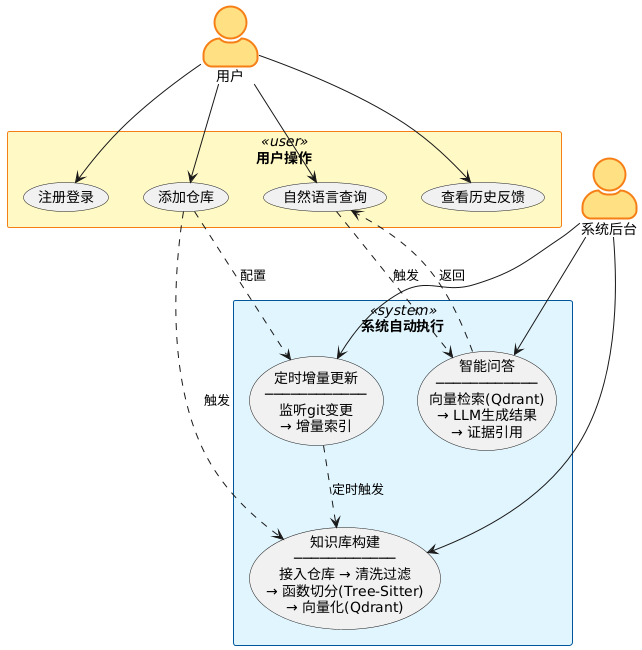 用户
«user»
用户操作
注册登录
添加仓库
自然语言查询
查看历史反馈
系统后台
配置
触发
返回
«system»
系统自动执行
定时增量更新
监听git变更
→ 增量索引
智能问答
向量检索(Qdrant)
→ LLM生成结果
→ 证据引用
触发
定时触发
知识库构建
接入仓库 → 清洗过滤
→ 函数切分(Tree-Sitter)
→ 向量化(Qdrant)